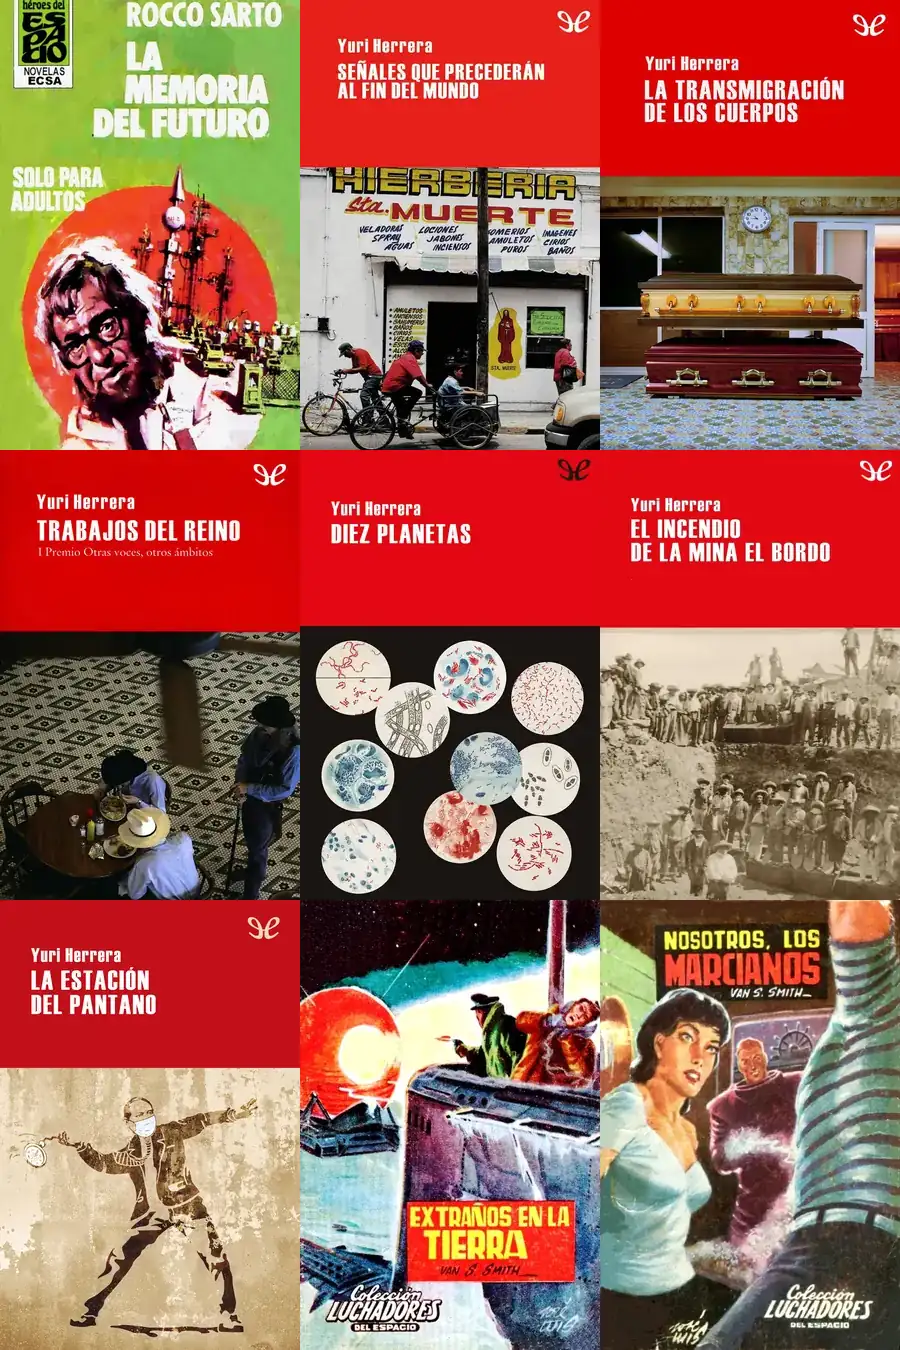 héroes del
ESPACIO
NOVELAS
ECSA
ROCCO SARTO
LA
MEMORIA
DEL FUTURO
SOLO PARA
ADULTOS
Yuri Herrera
SEÑALES QUE PRECEDERÁN
AL FIN DEL MUNDO
HIERBERIA
Sta. MUERTE
VELADORAS
SPRAY
AGUAS
LOCIONES
JABONES
INCIENSOS
AMULETOS
PUROS
IMAGENES
CIRIOS
BAÑOS
STA. MUERTE
Yuri Herrera
LA TRANSMIGRACIÓN
DE LOS CUERPOS
Yuri Herrera
TRABAJOS DEL REINO
I Premio Otras voces, otros ámbitos
Yuri Herrera
DIEZ PLANETAS
Yuri Herrera
EL INCENDIO
DE LA MINA EL BORDO
Yuri Herrera
LA ESTACIÓN
DEL PANTANO
EXTRAÑOS EN LA
TIERRA
VAN S. SMITH
Colección
LUCHADORES
DEL ESPACIO
NOSOTROS, LOS
MARCIANOS
VAN S. SMITH
Colección
LUCHADORES
DEL ESPACIO